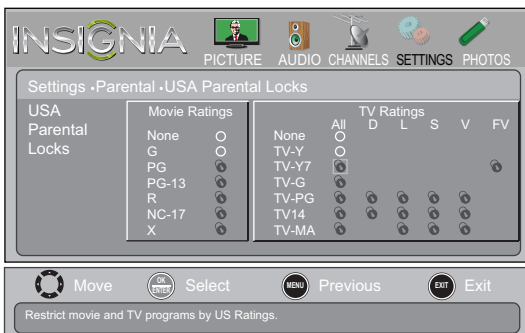 INSIGNIA
PICTURE AUDIO CHANNELS SETTINGS PHOTOS
Settings •Parental •USA Parental Locks
USA Parental Locks
Movie Ratings
None
G
PG
PG-13
R
NC-17
X
TV Ratings
All D L S V FV
None
TV-Y
TV-Y7
TV-G
TV-PG
TV14
TV-MA
Move OK ENTER Select MENU Previous EXIT Exit
Restrict movie and TV programs by US Ratings.